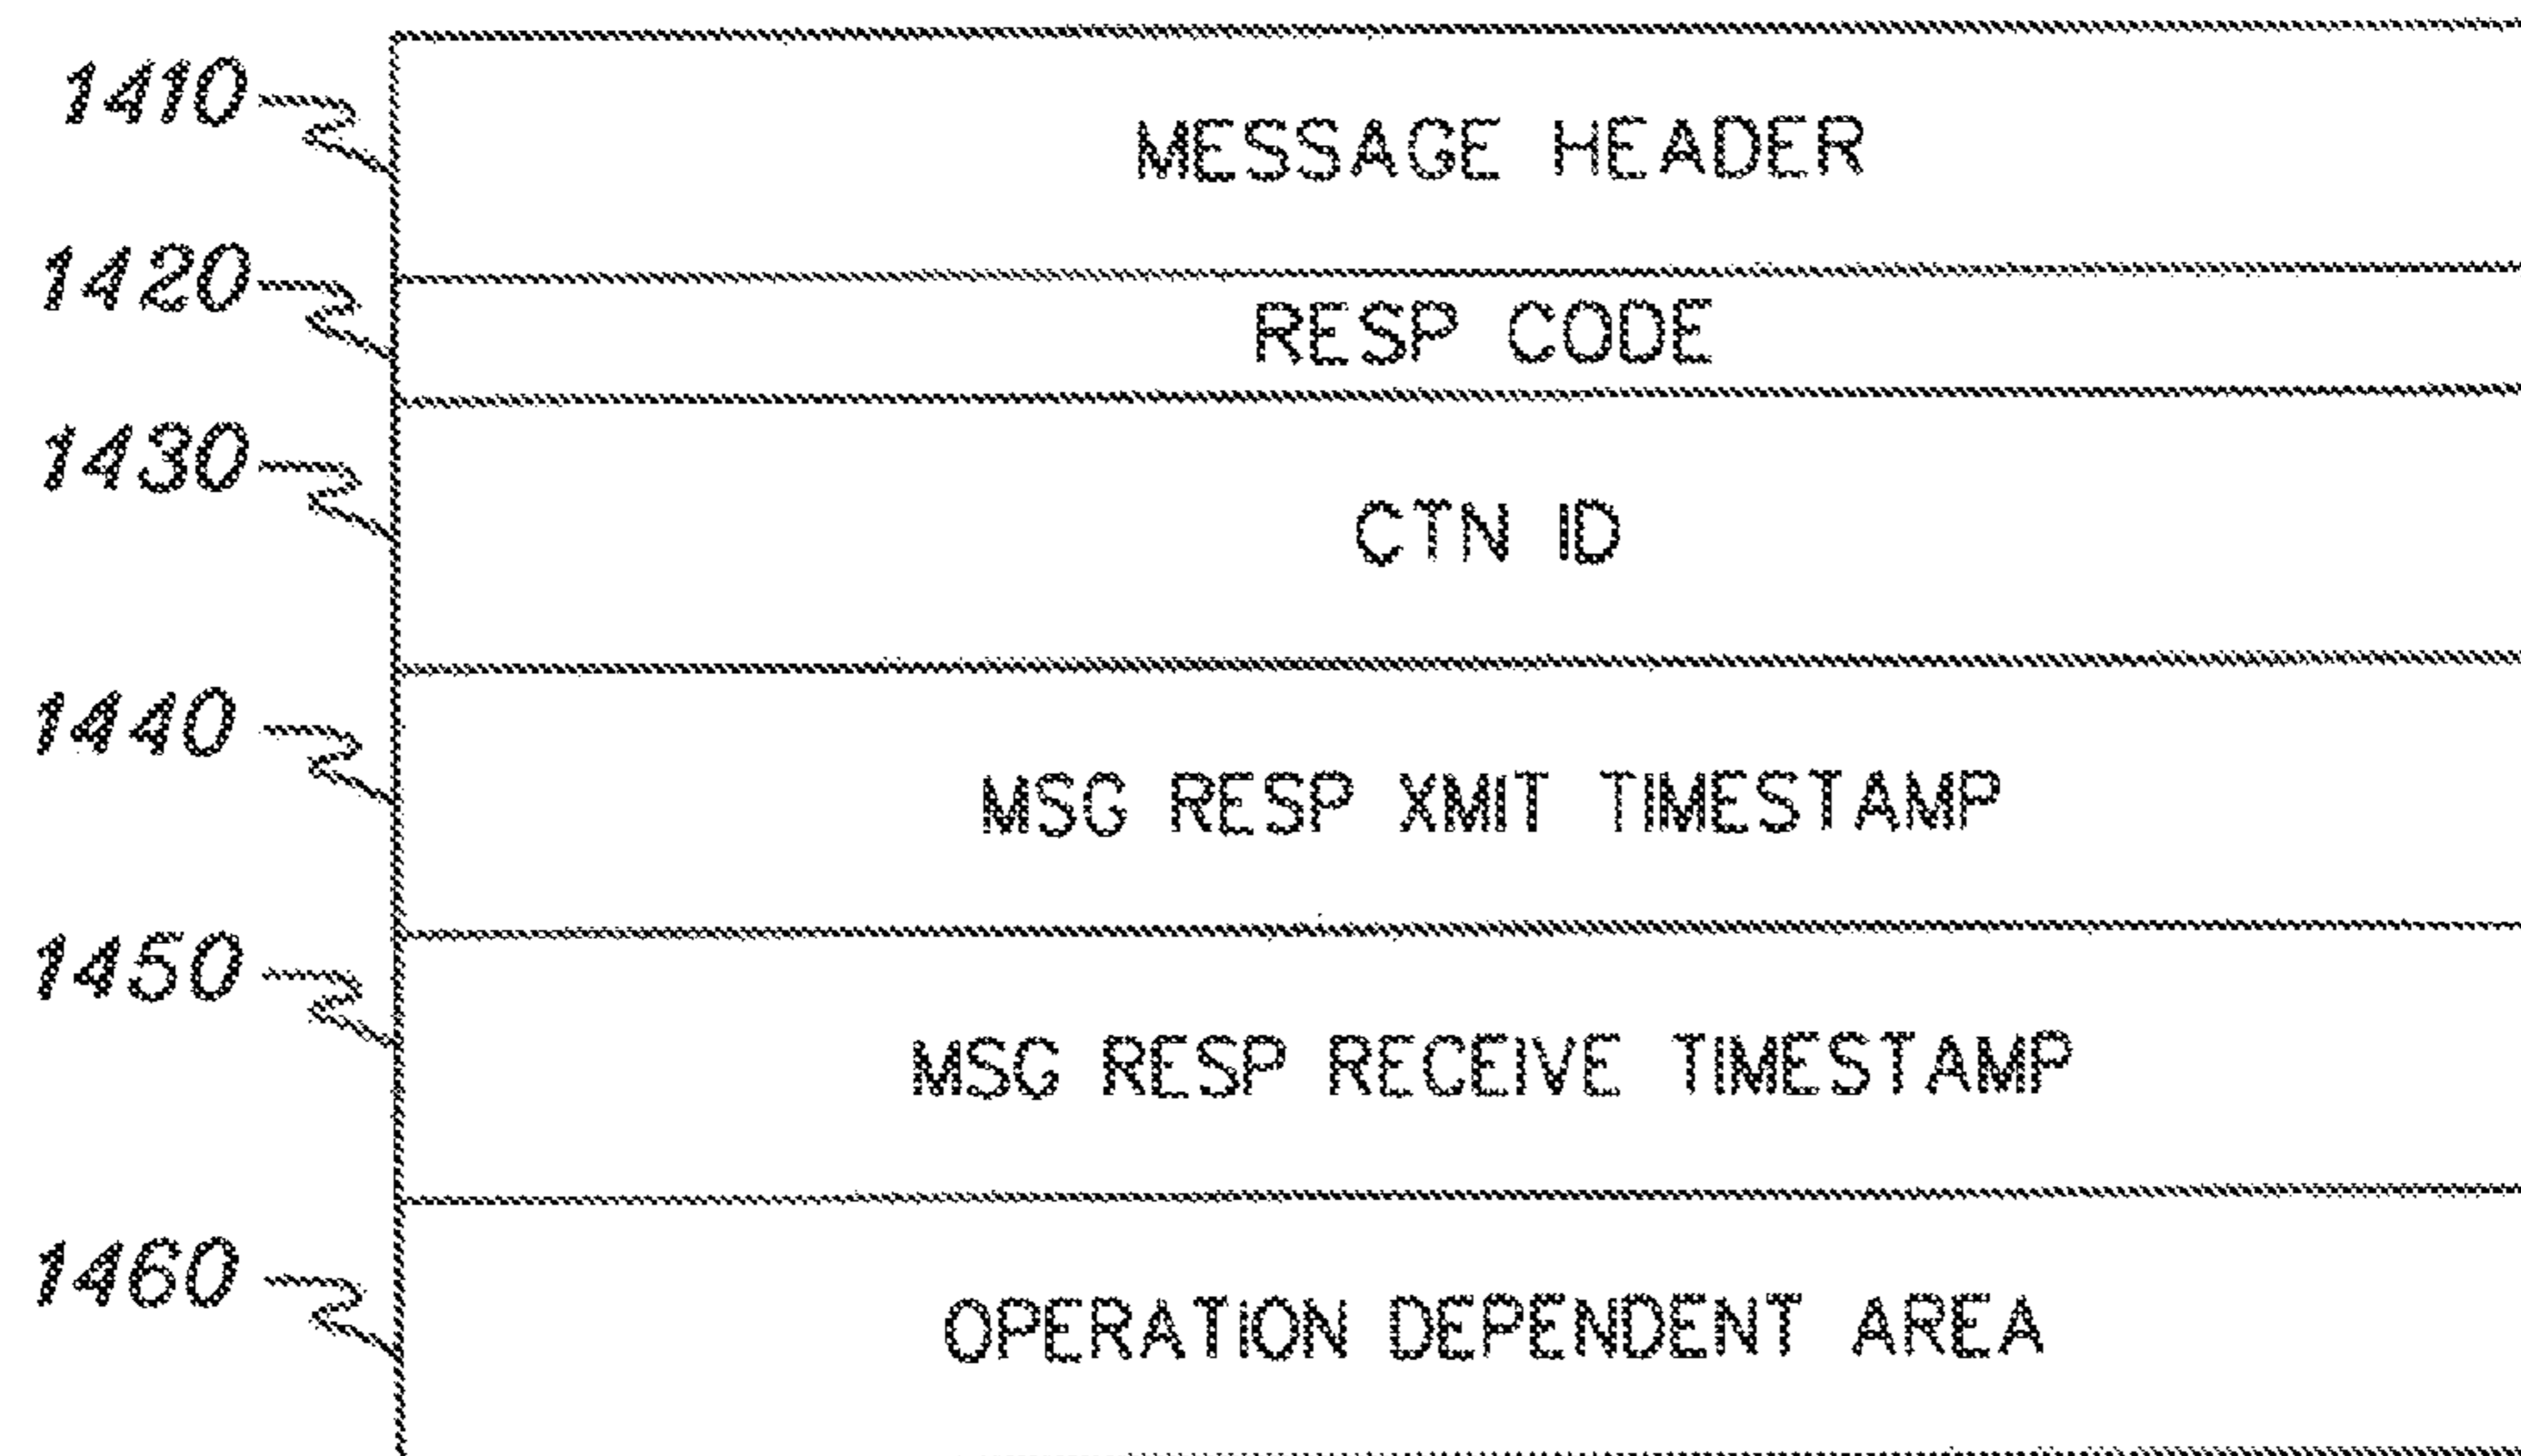 1410 MESSAGE HEADER
1420 RESP CODE
1430 CTN ID
1440 MSG RESP XMIT TIMESTAMP
1450 MSG RESP RECEIVE TIMESTAMP
1460 OPERATION DEPENDENT AREA